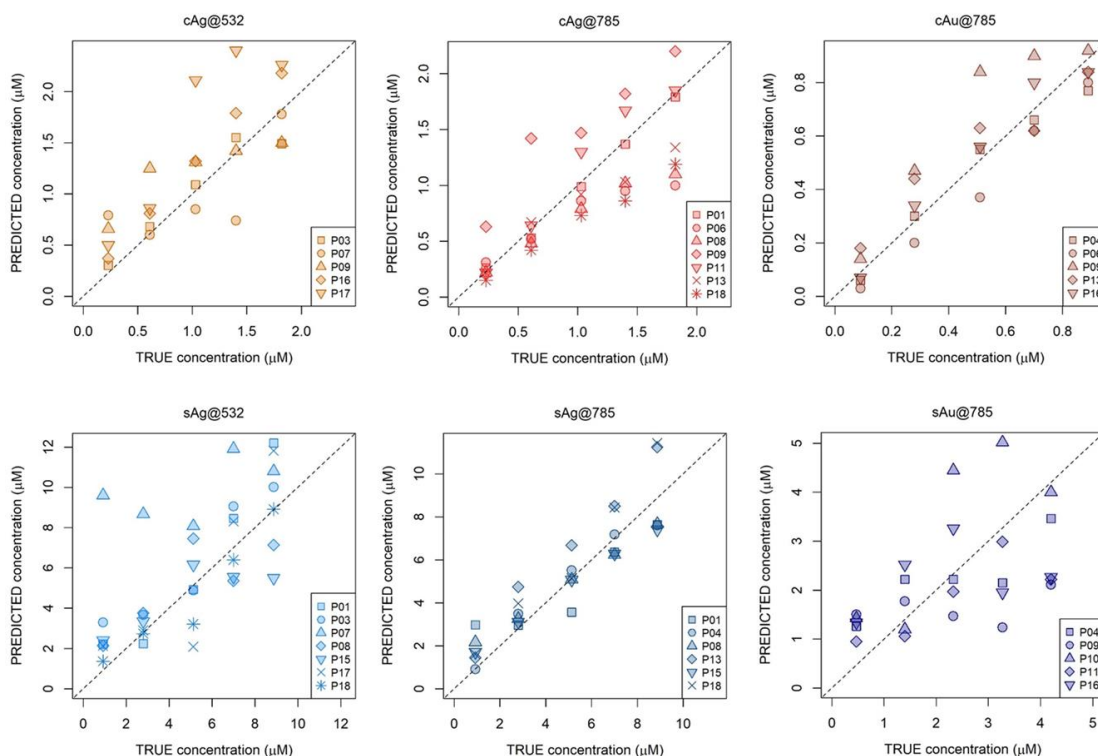 cAg@532
PREDICTED concentration (μM)
2.0
1.5
1.0
0.5
0.0
P03
P07
P09
P16
P17
0.0 0.5 1.0 1.5 2.0
TRUE concentration (μM)
cAg@785
PREDICTED concentration (μM)
2.0
1.5
1.0
0.5
0.0
P01
P06
P08
P09
P11
P13
P18
0.0 0.5 1.0 1.5 2.0
TRUE concentration (μM)
cAu@785
PREDICTED concentration (μM)
0.8
0.6
0.4
0.2
0.0
P04
P06
P09
P13
P16
0.0 0.2 0.4 0.6 0.8
TRUE concentration (μM)
sAg@532
PREDICTED concentration (μM)
12
10
8
6
4
2
0
P01
P03
P07
P08
P15
P17
P18
0 2 4 6 8 10 12
TRUE concentration (μM)
sAg@785
PREDICTED concentration (μM)
10
8
6
4
2
0
P01
P04
P08
P13
P15
P18
0 2 4 6 8 10
TRUE concentration (μM)
sAu@785
PREDICTED concentration (μM)
5
4
3
2
1
0
P04
P09
P10
P11
P16
0 1 2 3 4 5
TRUE concentration (μM)